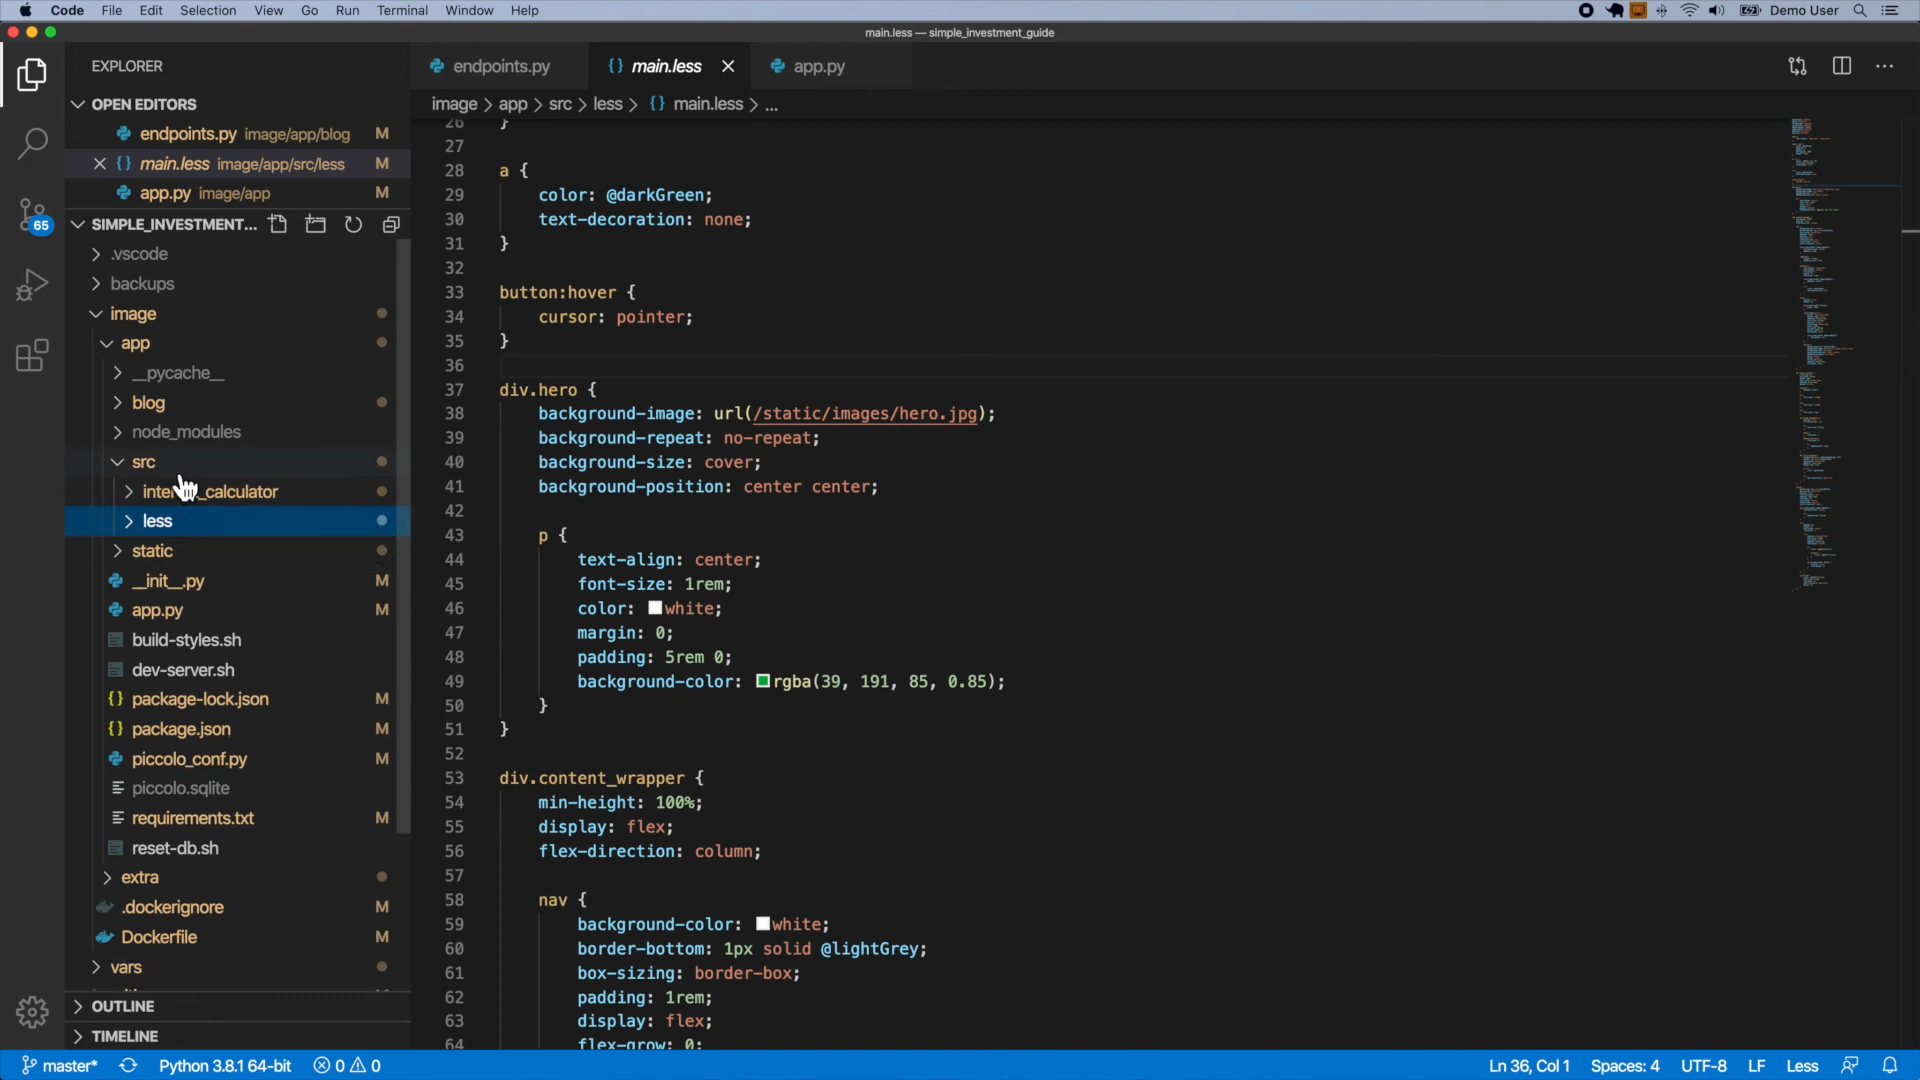 Code File Edit Selection View Go Run Terminal Window Help Demo User
main.less — simple_investment_guide
EXPLORER
endpoints.py main.less app.py
OPEN EDITORS
image > app > src > less > {} main.less > ...
endpoints.py image/app/blog M
{} main.less image/app/src/less M
app.py image/app M
65
SIMPLE_INVESTMENT...
.vscode
backups
image
app
__pycache__
blog
node_modules
src
less
static
__init__.py M
app.py M
build-styles.sh
dev-server.sh
{} package-lock.json M
{} package.json M
piccolo_conf.py M
piccolo.sqlite
requirements.txt M
reset-db.sh
extra
.dockerignore M
Dockerfile M
vars
OUTLINE
TIMELINE
26 }
27
28 a {
29 color: @darkGreen;
30 text-decoration: none;
31 }
32
33 button:hover {
34 cursor: pointer;
35 }
36
37 div.hero {
38 background-image: url(/static/images/hero.jpg);
39 background-repeat: no-repeat;
40 background-size: cover;
41 background-position: center center;
42
43 p {
44 text-align: center;
45 font-size: 1rem;
46 color: white;
47 margin: 0;
48 padding: 5rem 0;
49 background-color: rgba(39, 191, 85, 0.85);
50 }
51 }
52
53 div.content_wrapper {
54 min-height: 100%;
55 display: flex;
56 flex-direction: column;
57
58 nav {
59 background-color: white;
60 border-bottom: 1px solid @lightGrey;
61 box-sizing: border-box;
62 padding: 1rem;
63 display: flex;
64 flex-grow: 0;
master* Python 3.8.1 64-bit 0 0 Ln 36, Col 1 Spaces: 4 UTF-8 LF Less